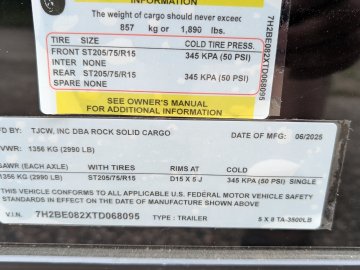 INFORMATION
The weight of cargo should never exceed
857 kg or 1,890 lbs.
TIRE SIZE COLD TIRE PRESS.
FRONT ST205/75/R15 345 KPA (50 PSI)
INTER NONE
REAR ST205/75/R15 345 KPA (50 PSI)
SPARE NONE
SEE OWNER'S MANUAL
FOR ADDITIONAL INFORMATION
7H2BE082XTD068095
FD BY: TJCW, INC DBA ROCK SOLID CARGO DATE OF MFG: 06/2025
VWR: 1356 KG (2990 LB)
GAWR (EACH AXLE) WITH TIRES RIMS AT COLD
1356 KG (2990 LB) ST205/75/R15 D15 X 5 J 345 KPA (50 PSI) SINGLE
THIS VEHICLE CONFORMS TO ALL APPLICABLE U.S. FEDERAL MOTOR VEHICLE SAFETY
STANDARDS IN EFFECT ON THE DATE OF MANUFACTURE SHOWN ABOVE
V.I.N. 7H2BE082XTD068095 TYPE : TRAILER 5 X 8 TA-3500LB